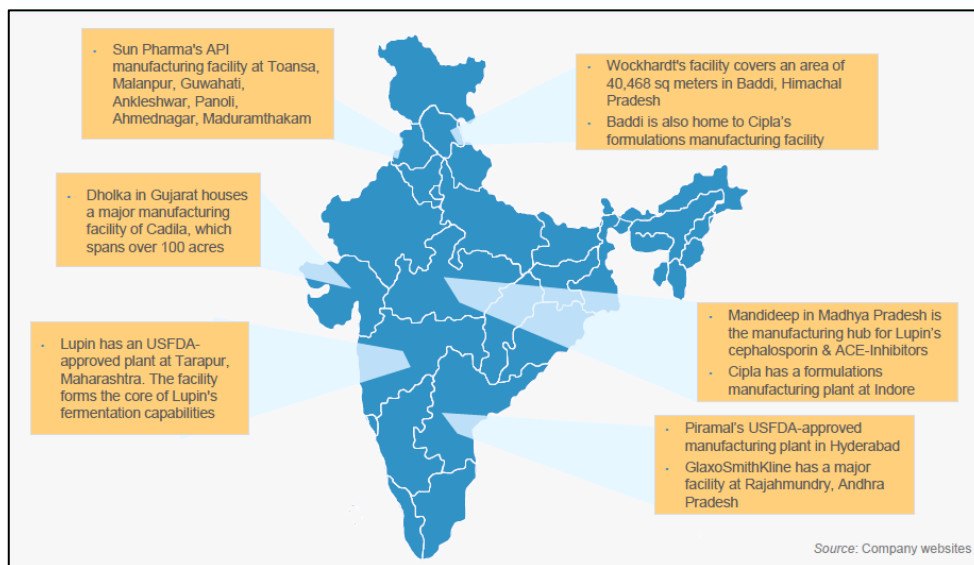 Sun Pharma's API
manufacturing facility at Toansa,
Malanpur, Guwahati,
Ankleshwar, Panoli,
Ahmednagar, Maduramthakam
Wockhardt's facility covers an area of
40,468 sq meters in Baddi, Himachal
Pradesh
Baddi is also home to Cipla's
formulations manufacturing facility
Dholka in Gujarat houses
a major manufacturing
facility of Cadila, which
spans over 100 acres
Lupin has an USFDA-
approved plant at Tarapur,
Maharashtra. The facility
forms the core of Lupin's
fermentation capabilities
Mandideep in Madhya Pradesh is
the manufacturing hub for Lupin's
cephalosporin & ACE-Inhibitors
Cipla has a formulations
manufacturing plant at Indore
Piramal's USFDA-approved
manufacturing plant in Hyderabad
GlaxoSmithKline has a major
facility at Rajahmundry, Andhra
Pradesh
Source: Company websites